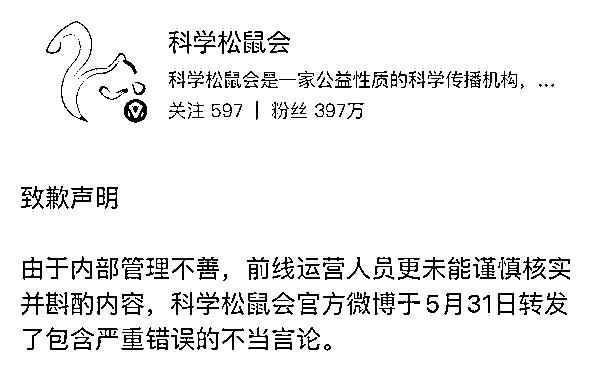 科学松鼠会
科学松鼠会是一家公益性质的科学传播机构，...
关注 597 | 粉丝 397万
致歉声明
由于内部管理不善，前线运营人员更未能谨慎核实
并斟酌内容，科学松鼠会官方微博于5月31日转发
了包含严重错误的不当言论。